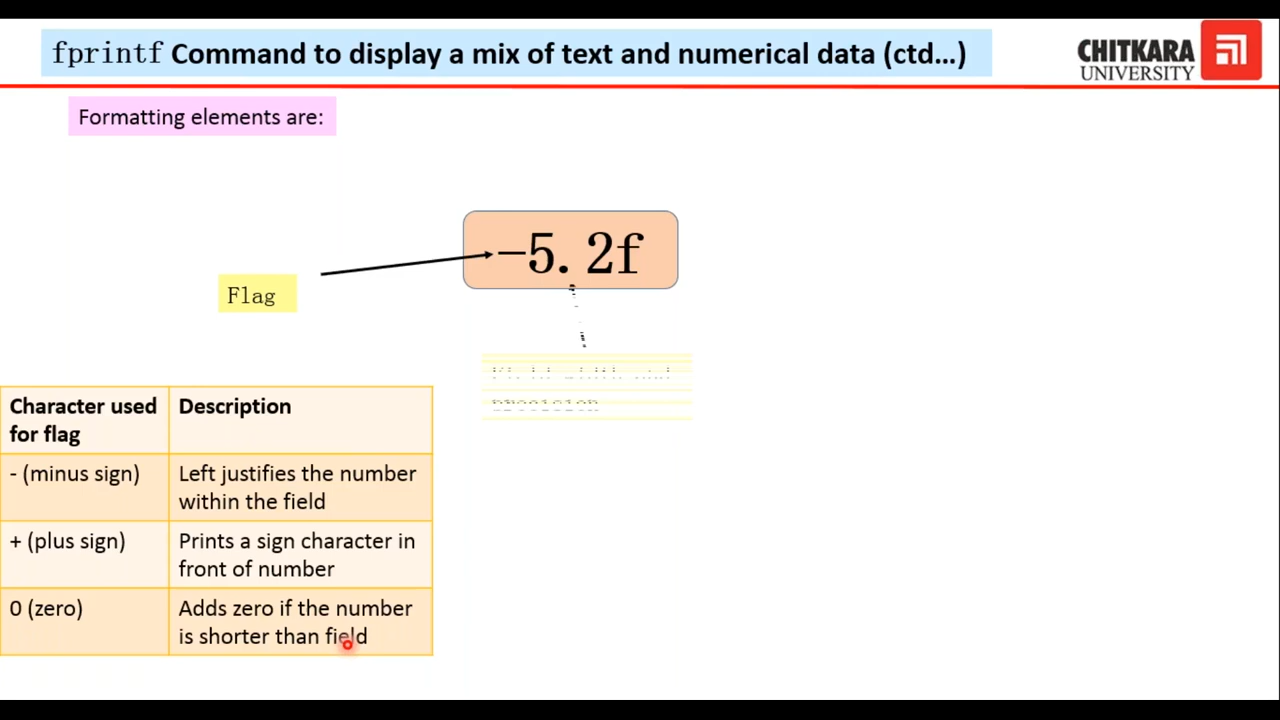 fprintf Command to display a mix of text and numerical data (ctd...)
CHITKARA
UNIVERSITY
Formatting elements are:
-5.2f
Flag
Character used for flag
Description
- (minus sign)
Left justifies the number
within the field
+ (plus sign)
Prints a sign character in
front of number
0 (zero)
Adds zero if the number
is shorter than field